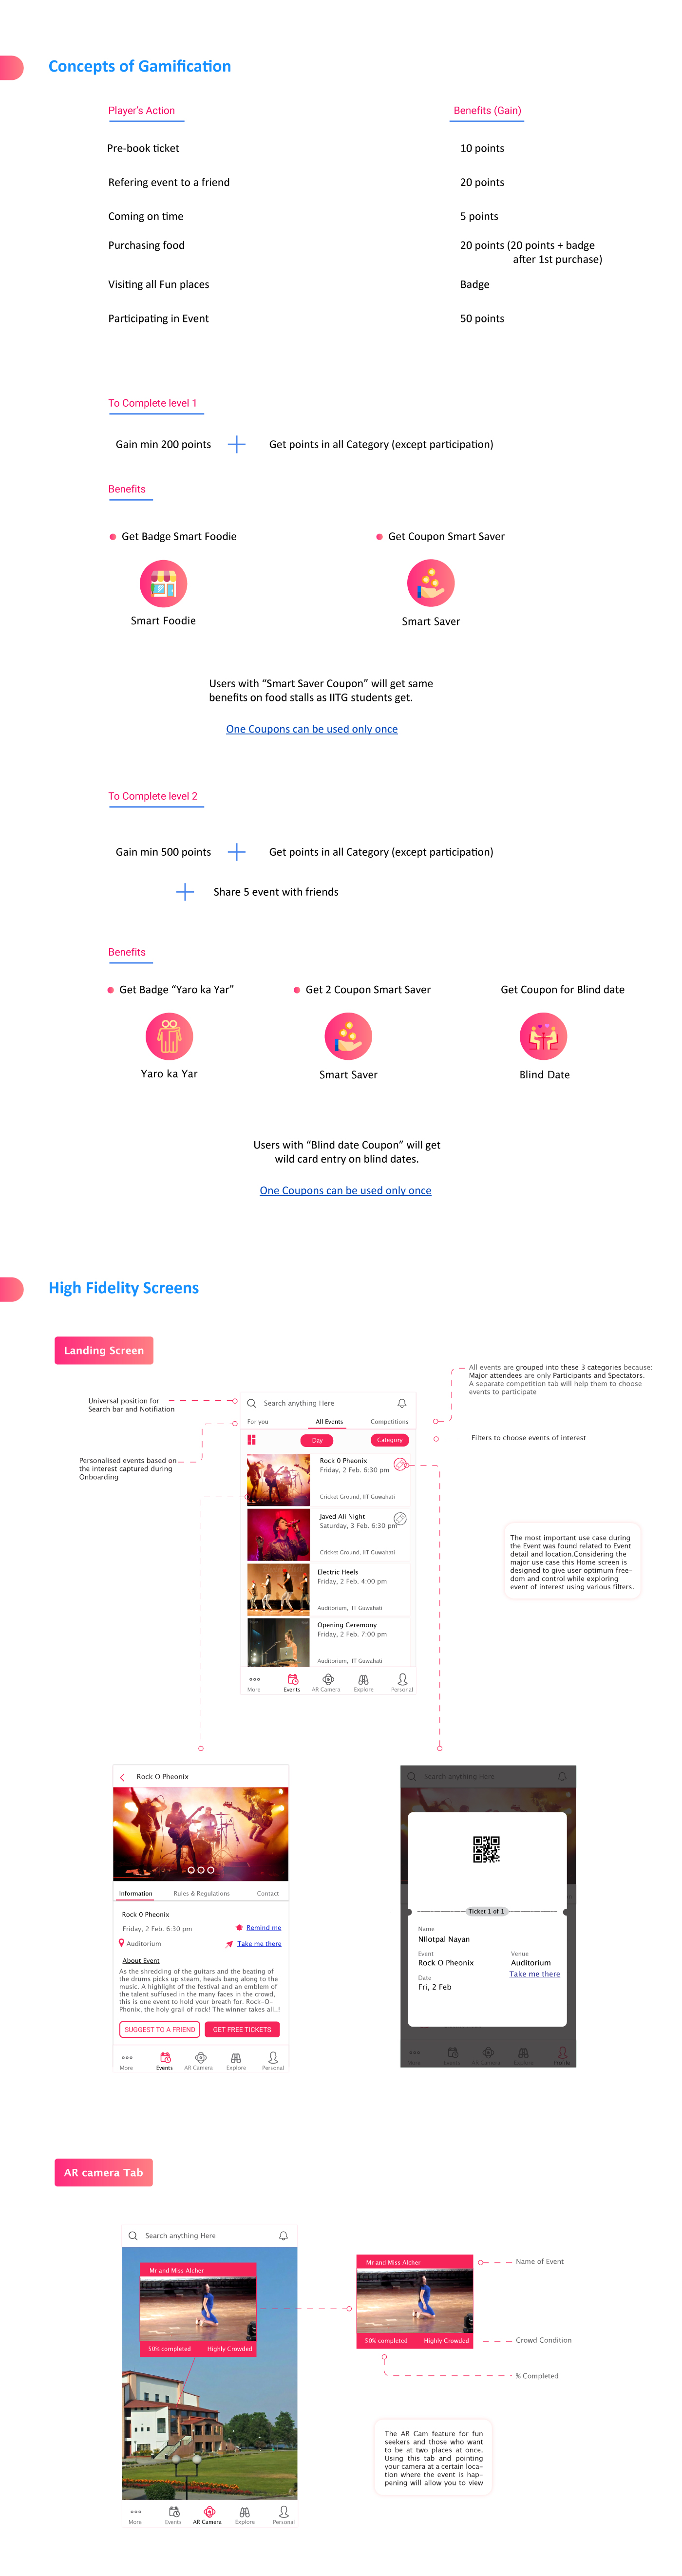 Concepts of Gamification
Player's Action
Benefits (Gain)
Pre-book ticket
10 points
Refering event to a friend
20 points
Coming on time
5 points
Purchasing food
20 points (20 points + badge
after 1st purchase)
Visiting all Fun places
Badge
Participating in Event
50 points
To Complete level 1
Gain min 200 points
Get points in all Category (except participation)
Benefits
Get Badge Smart Foodie
Get Coupon Smart Saver
Smart Foodie
Smart Saver
Users with “Smart Saver Coupon” will get same
benefits on food stalls as IITG students get.
One Coupons can be used only once
To Complete level 2
Gain min 500 points
Get points in all Category (except participation)
Share 5 event with friends
Benefits
Get Badge “Yaro ka Yar”
Get 2 Coupon Smart Saver
Get Coupon for Blind date
Yaro ka Yar
Smart Saver
Blind Date
Users with “Blind date Coupon” will get
wild card entry on blind dates.
One Coupons can be used only once
High Fidelity Screens
Landing Screen
All events are grouped into these 3 categories because:
Major attendees are only Participants and Spectators.
A separate competition tab will help them to choose
events to participate
Universal position for
Search bar and Notifiation
Search anything Here
For you
All Events
Competitions
Day
Category
Filters to choose events of interest
Personalised events based on
the interest captured during
Onboarding
Rock O Pheonix
Friday, 2 Feb. 6:30 pm
Cricket Ground, IIT Guwahati
Javed Ali Night
Saturday, 3 Feb. 6:30 pm
Cricket Ground, IIT Guwahati
Electric Heels
Friday, 2 Feb. 4:00 pm
Auditorium, IIT Guwahati
Opening Ceremony
Friday, 2 Feb. 7:00 pm
Auditorium, IIT Guwahati
More
Events
AR Camera
Explore
Personal
The most important use case during
the Event was found related to Event
detail and location.Considering the
major use case this Home screen is
designed to give user optimum free-
dom and control while exploring
event of interest using various filters.
Rock O Pheonix
Information
Rules & Regulations
Contact
Rock O Pheonix
Friday, 2 Feb. 6:30 pm
Remind me
Auditorium
Take me there
About Event
As the shredding of the guitars and the beating of
the drums picks up steam, heads bang along to the
music. A highlight of the festival and an emblem of
the talent suffused in the many faces in the crowd,
this is one event to hold your breath for. Rock-O-
Phonix, the holy grail of rock! The winner takes all..!
SUGGEST TO A FRIEND
GET FREE TICKETS
More
Events
AR Camera
Explore
Personal
Search anything Here
Ticket 1 of 1
Name
NIlotpal Nayan
Event
Rock O Pheonix
Venue
Auditorium
Date
Fri, 2 Feb
Take me there
AR camera Tab
Search anything Here
Mr and Miss Alcher
50% completed
Highly Crowded
More
Events
AR Camera
Explore
Personal
Mr and Miss Alcher
50% completed
Highly Crowded
Name of Event
Crowd Condition
% Completed
The AR Cam feature for fun
seekers and those who want
to be at two places at once.
Using this tab and pointing
your camera at a certain loca-
tion where the event is hap-
pening will allow you to view